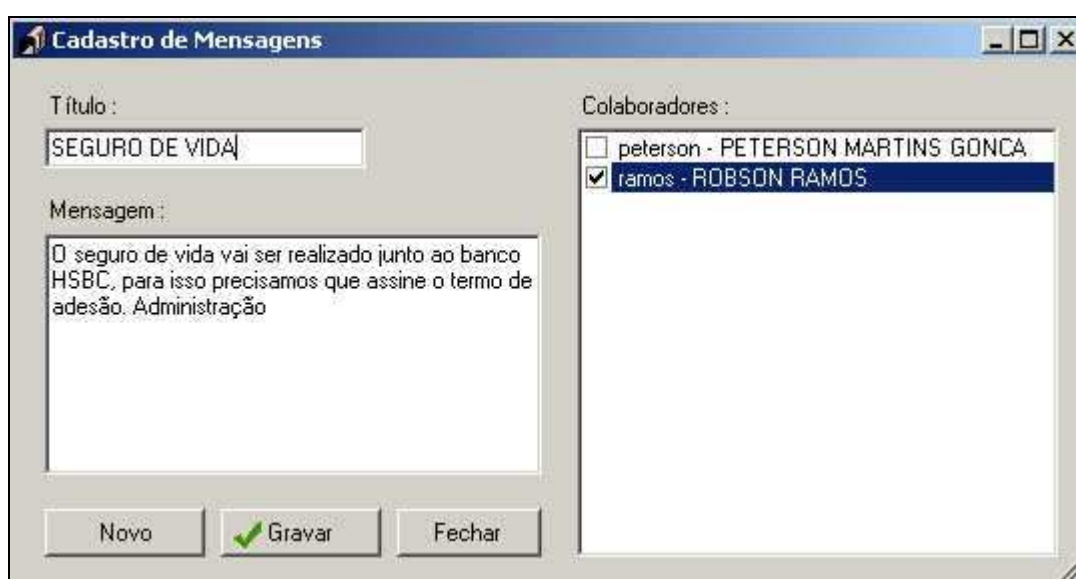 Cadastro de Mensagens
Título :
SEGURO DE VIDA
Mensagem :
O seguro de vida vai ser realizado junto ao banco
HSBC, para isso precisamos que assine o termo de
adesão. Administração
Novo
Gravar
Fechar
Colaboradores :
peterson - PETERSON MARTINS GONCA
ramos - ROBSON RAMOS